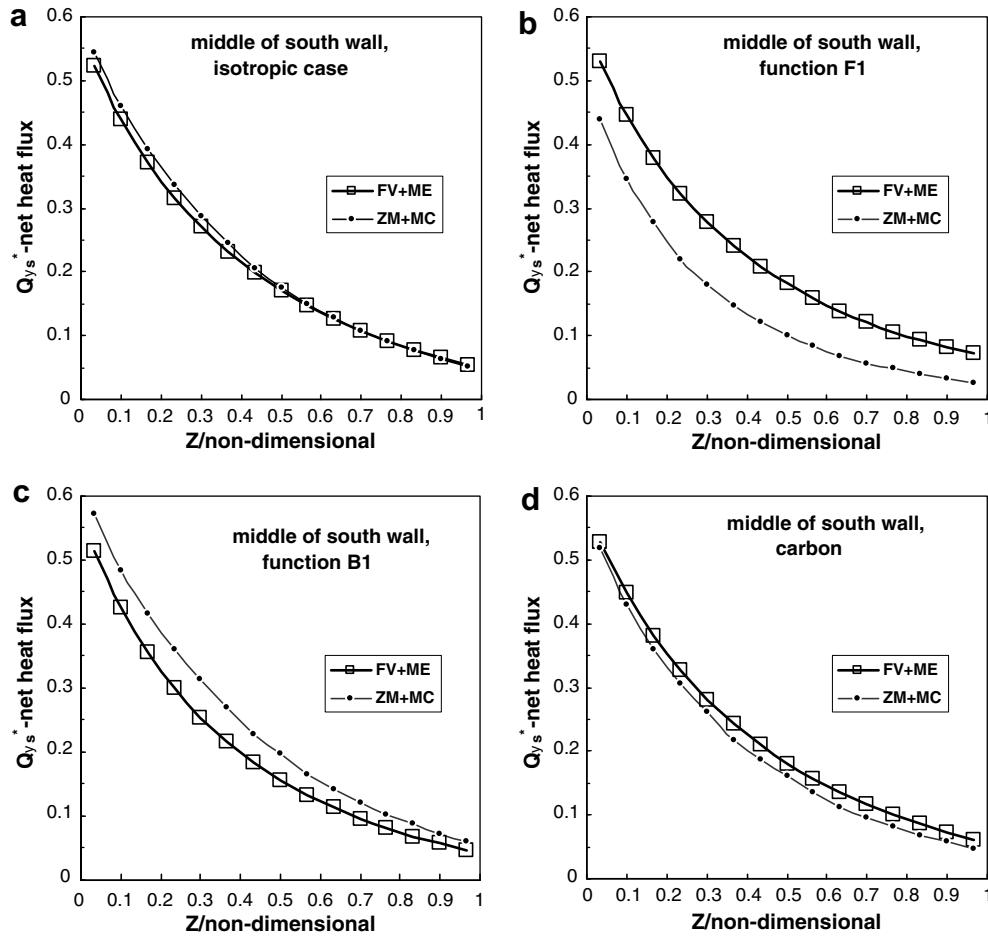 a
middle of south wall,
isotropic case
FV+ME
ZM+MC
Qys*-net heat flux
0.6
0.5
0.4
0.3
0.2
0.1
0
0 0.1 0.2 0.3 0.4 0.5 0.6 0.7 0.8 0.9 1
Z/non-dimensional
b
middle of south wall,
function F1
FV+ME
ZM+MC
Qys*-net heat flux
0.6
0.5
0.4
0.3
0.2
0.1
0
0 0.1 0.2 0.3 0.4 0.5 0.6 0.7 0.8 0.9 1
Z/non-dimensional
c
middle of south wall,
function B1
FV+ME
ZM+MC
Qys*-net heat flux
0.6
0.5
0.4
0.3
0.2
0.1
0
0 0.1 0.2 0.3 0.4 0.5 0.6 0.7 0.8 0.9 1
Z/non-dimensional
d
middle of south wall,
carbon
FV+ME
ZM+MC
Qys*-net heat flux
0.6
0.5
0.4
0.3
0.2
0.1
0
0 0.1 0.2 0.3 0.4 0.5 0.6 0.7 0.8 0.9 1
Z/non-dimensional